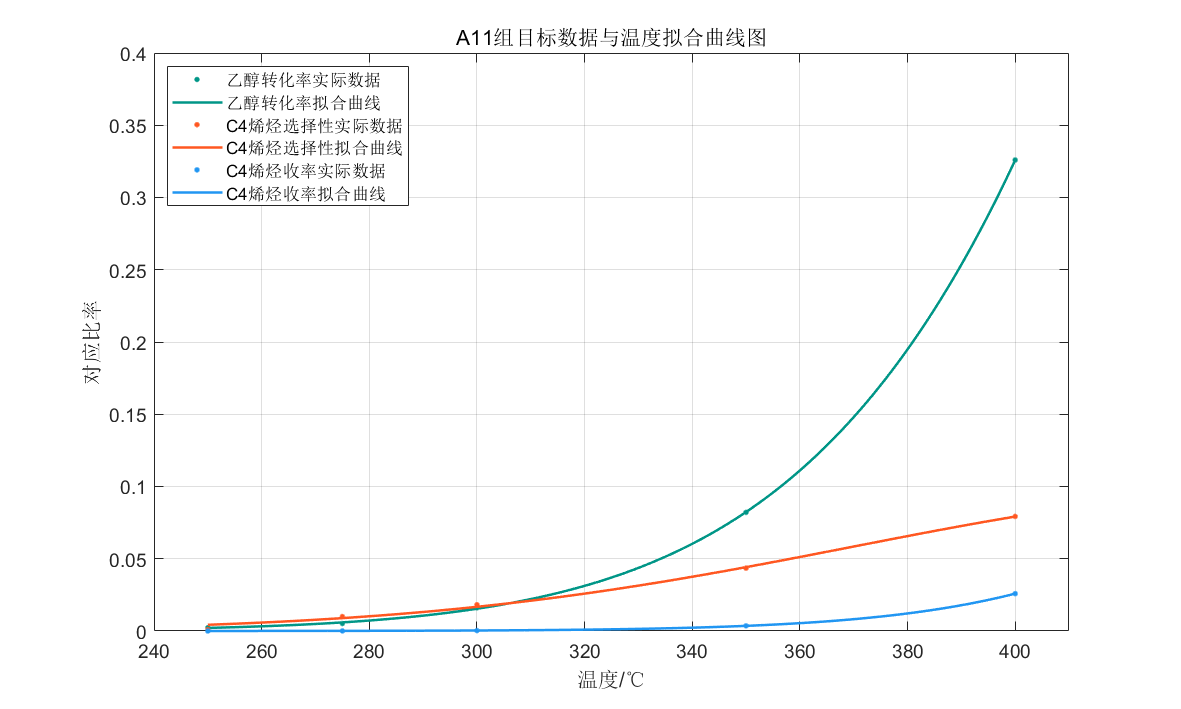 A11组目标数据与温度拟合曲线图
乙醇转化率实际数据
乙醇转化率拟合曲线
C4烯烃选择性实际数据
C4烯烃选择性拟合曲线
C4烯烃收率实际数据
C4烯烃收率拟合曲线
0.4
0.35
0.3
0.25
0.2
0.15
0.1
0.05
0
对应比率
240 260 280 300 320 340 360 380 400
温度/℃